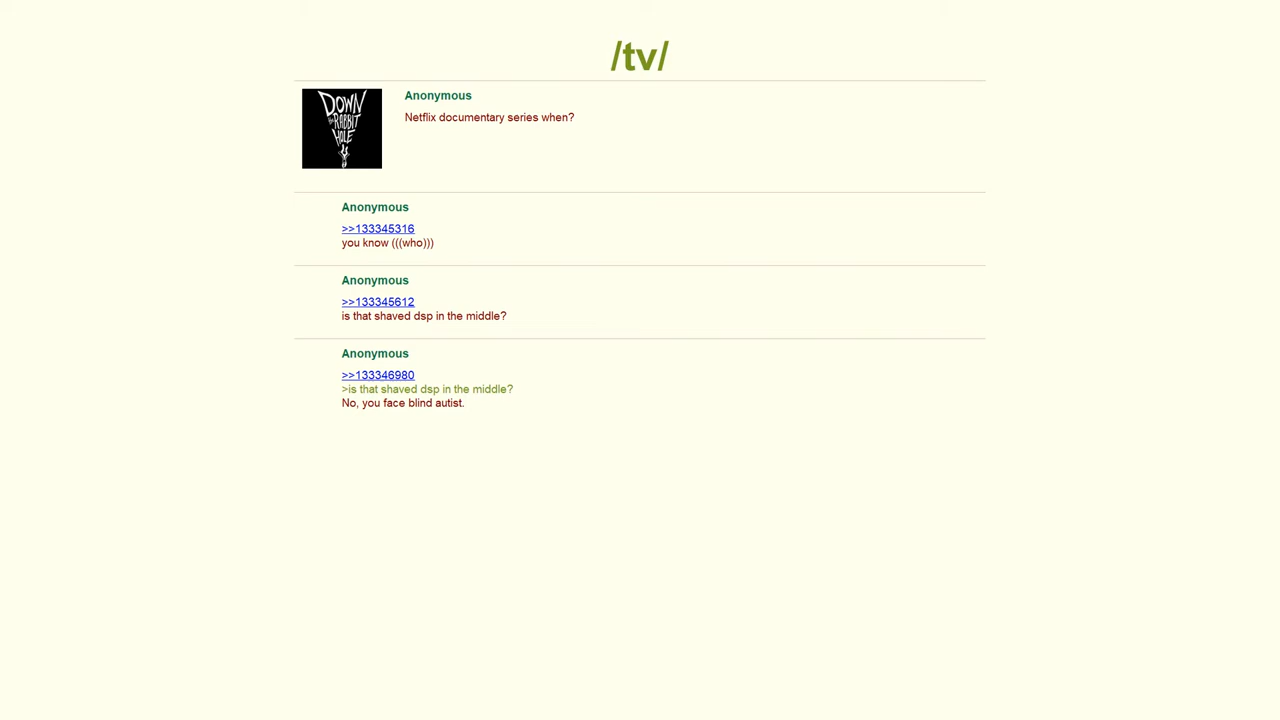 /tv/
DOWN
the RABBIT
HOLE
Anonymous
Netflix documentary series when?
Anonymous
>>133345316
you know (((who)))
Anonymous
>>133345612
is that shaved dsp in the middle?
Anonymous
>>133346980
>is that shaved dsp in the middle?
No, you face blind autist.